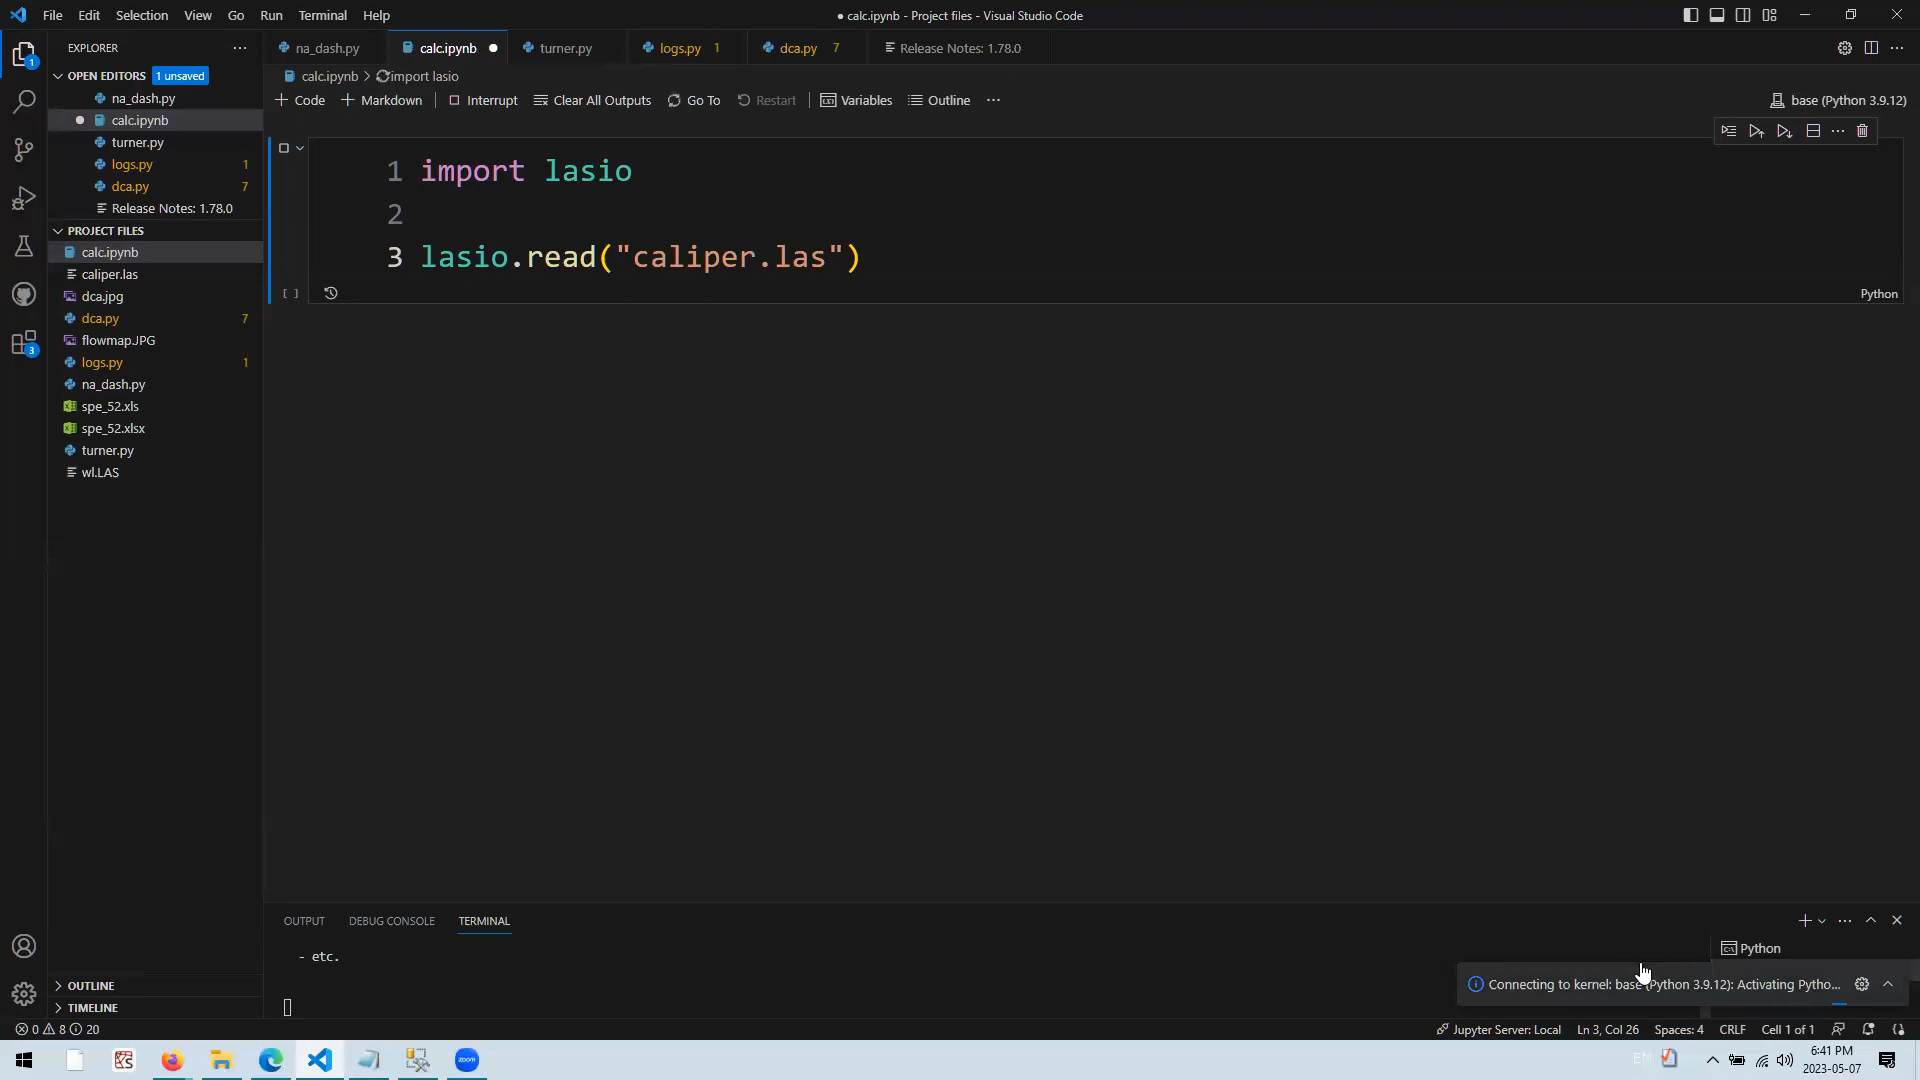 File Edit Selection View Go Run Terminal Help
● calc.ipynb - Project files - Visual Studio Code
EXPLORER
na_dash.py calc.ipynb turner.py logs.py 1 dca.py 7 Release Notes: 1.78.0
OPEN EDITORS 1 unsaved
na_dash.py
calc.ipynb
turner.py
logs.py 1
dca.py 7
Release Notes: 1.78.0
PROJECT FILES
calc.ipynb
caliper.las
dca.jpg
dca.py 7
flowmap.JPG
logs.py 1
na_dash.py
spe_52.xls
spe_52.xlsx
turner.py
wl.LAS
OUTLINE
TIMELINE
1
3
calc.ipynb > import lasio
+ Code + Markdown Interrupt Clear All Outputs Go To Restart Variables Outline base (Python 3.9.12)
1 import lasio
2
3 lasio.read("caliper.las")
[ ] Python
OUTPUT DEBUG CONSOLE TERMINAL
- etc.
Python
Connecting to kernel: base (Python 3.9.12): Activating Pytho...
0 8 20
Jupyter Server: Local Ln 3, Col 26 Spaces: 4 CRLF Cell 1 of 1
zoom
6:41 PM
2023-05-07